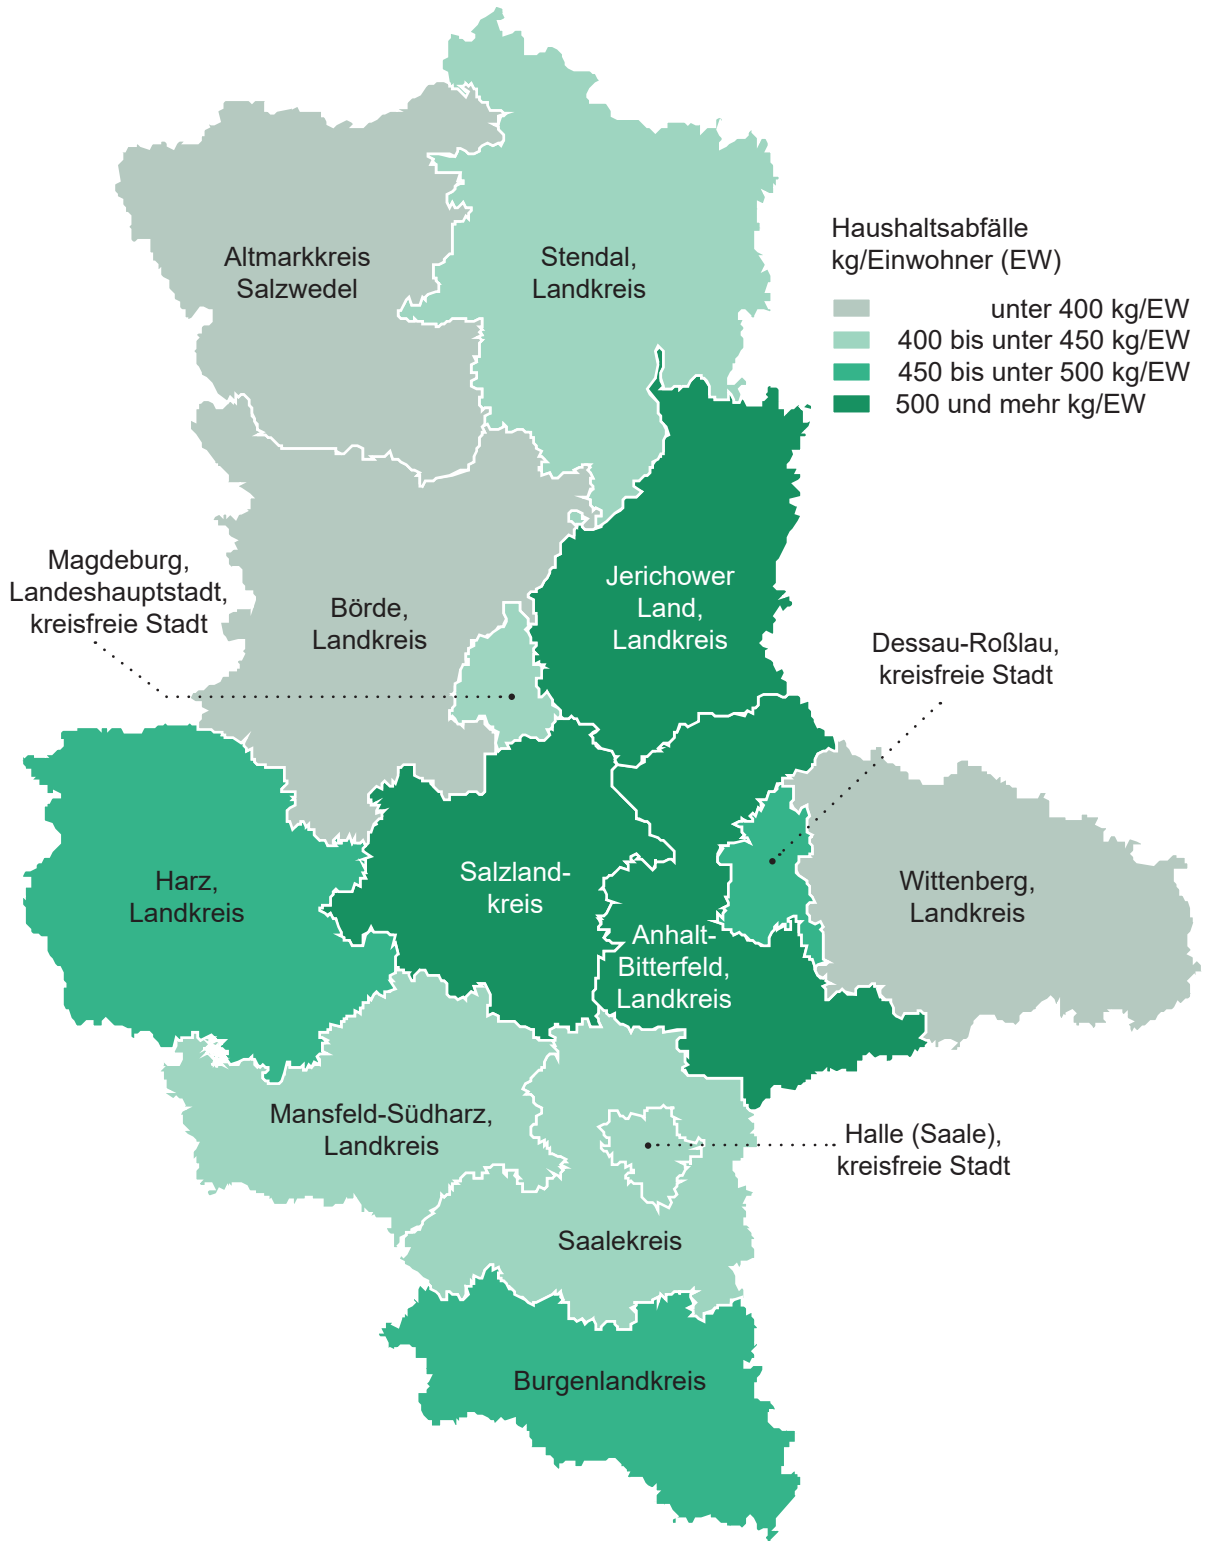 Altmarkkreis
Salzwedel
Stendal,
Landkreis
Haushaltsabfälle
kg/Einwohner (EW)
unter 400 kg/EW
400 bis unter 450 kg/EW
450 bis unter 500 kg/EW
500 und mehr kg/EW
Magdeburg,
Landeshauptstadt,
kreisfreie Stadt
Börde,
Landkreis
Jerichower
Land,
Landkreis
Dessau-Roßlau,
kreisfreie Stadt
Harz,
Landkreis
Salzland-
kreis
Anhalt-
Bitterfeld,
Landkreis
Wittenberg,
Landkreis
Mansfeld-Südharz,
Landkreis
Halle (Saale),
kreisfreie Stadt
Saalekreis
Burgenlandkreis